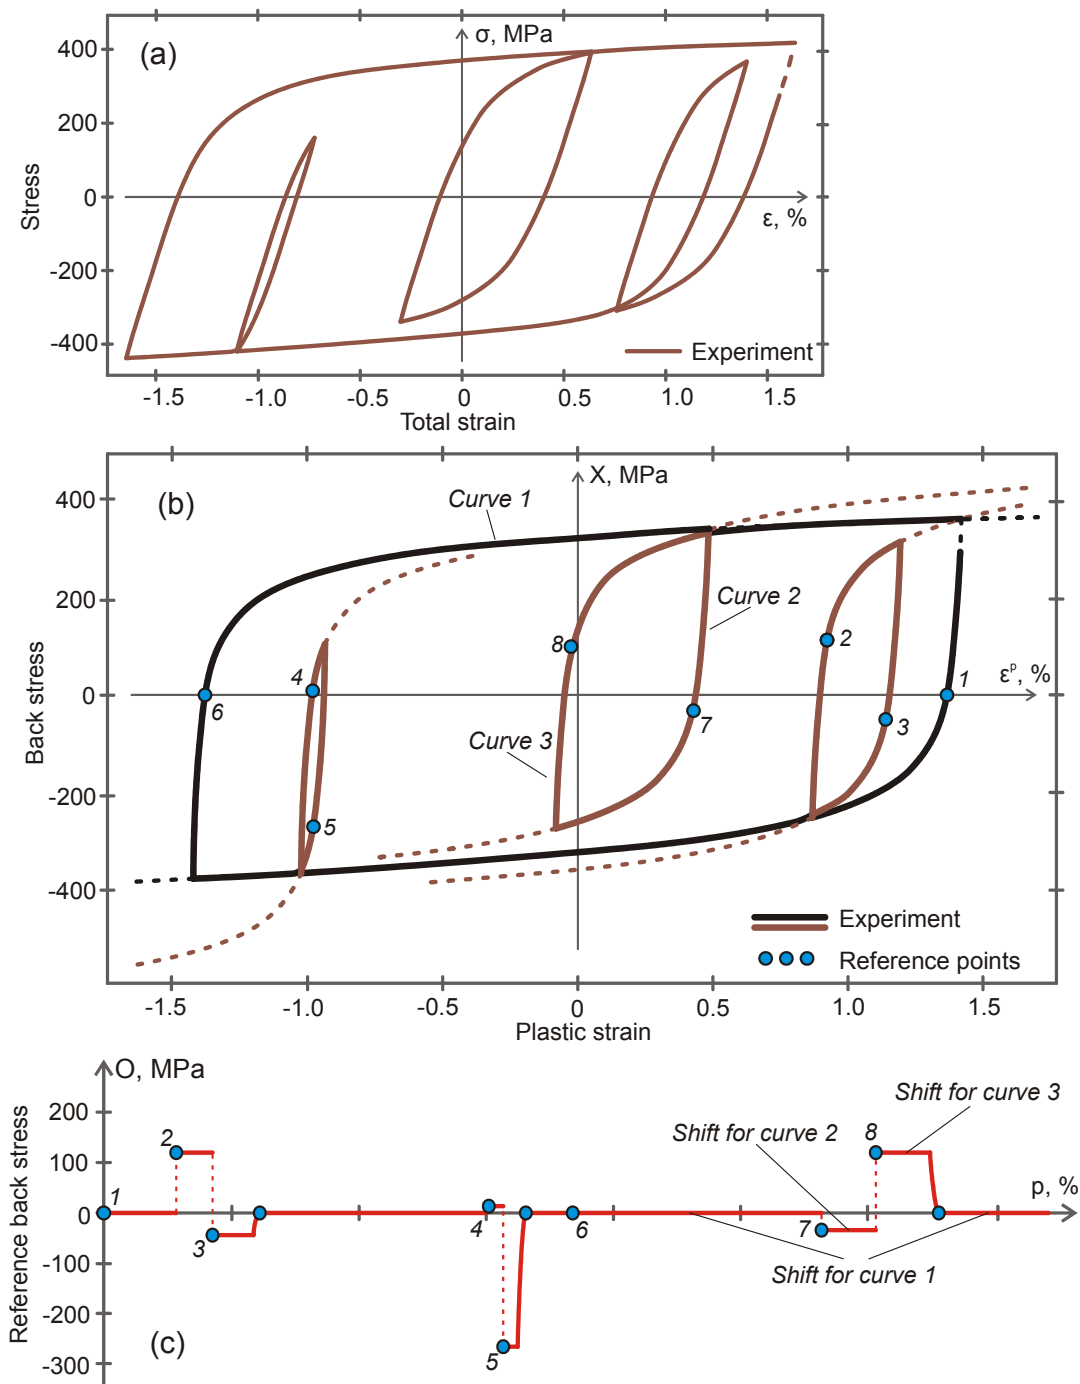 (a)
σ, MPa
400
200
0
-200
-400
Stress
ε, %
Experiment
-1.5 -1.0 -0.5 0 0.5 1.0 1.5
Total strain
(b)
X, MPa
Curve 1
400
200
0
-200
-400
Back stress
Curve 2
Curve 3
8
2
4
6
7
3
1
5
εᵖ, %
Experiment
Reference points
-1.5 -1.0 -0.5 0 0.5 1.0 1.5
Plastic strain
O, MPa
Reference back stress
200
100
0
-100
-200
-300
1
2
3
4
5
6
7
8
Shift for curve 3
Shift for curve 2
p, %
Shift for curve 1
(c)